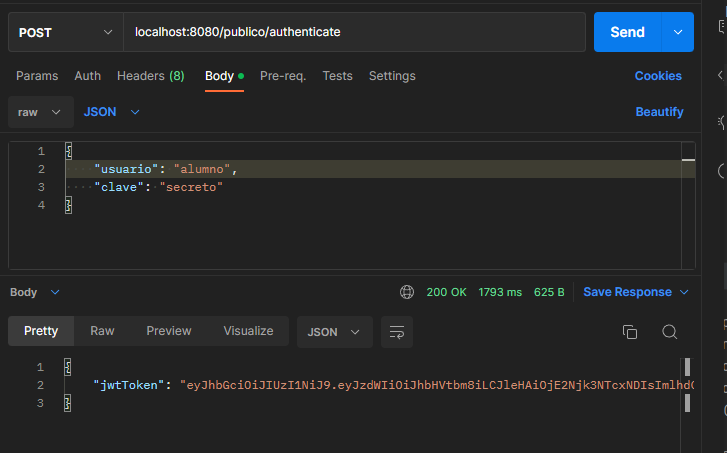 POST localhost:8080/publico/authenticate Send
Params Auth Headers (8) Body Pre-req. Tests Settings Cookies
raw JSON Beautify
1 {
2 "usuario": "alumno",
3 "clave": "secreto"
4 }
Body 200 OK 1793 ms 625 B Save Response
Pretty Raw Preview Visualize JSON
1 {
2 "jwtToken": "eyJhbGciOiJIUzI1NiJ9.eyJzdWIiOiJhbHVtbm8iLCJleHAiOjE2Njk3NTcxNDIsImlhdC
3 }